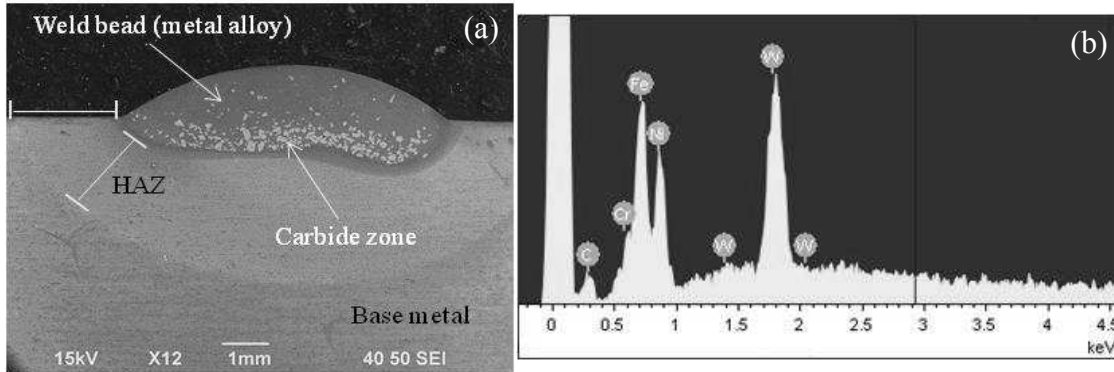 Weld bead (metal alloy)
(a)
HAZ
Carbide zone
Base metal
15kV X12 1mm 40 50 SEI
(b)
W
Fe
Ni
Cr
C
W
W
0 0.5 1 1.5 2 2.5 3 3.5 4 4.5
keV